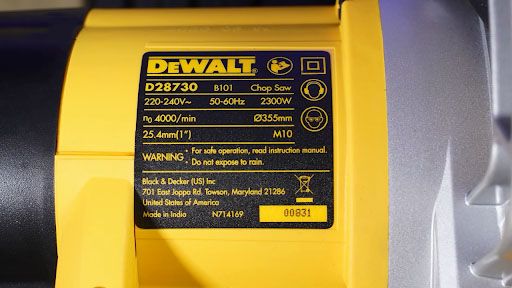 DEWALT®
D28730 B101 Chop Saw
220-240V~ 50-60Hz 2300W
n₀ 4000/min Ø355mm
25.4mm(1") M10
WARNING • For safe operation, read instruction manual.
• Do not expose to rain.
Black & Decker (US) Inc
701 East Joppa Rd. Towson, Maryland 21286
United States of America
Made in India N714169 00831